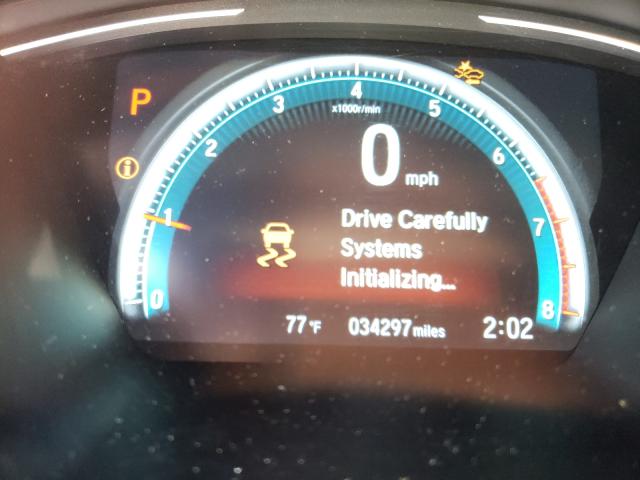 P
i
0
1
2
3
4
5
6
7
8
x1000r/min
0 mph
Drive Carefully
Systems
Initializing...
77°F 034297 miles 2:02